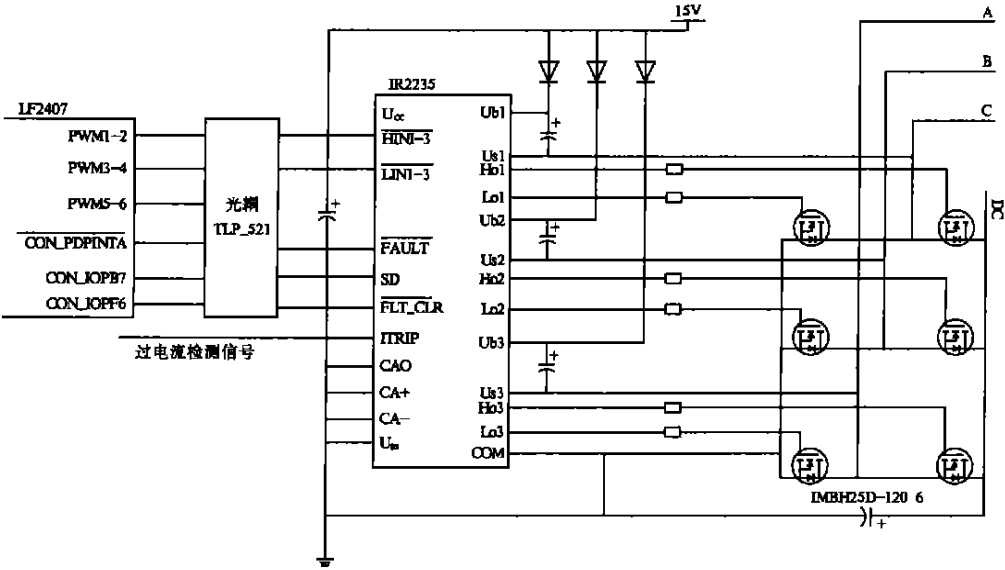 15V
A
B
C
DC
LF2407
PWM1-2
PWM3-4
PWM5-6
CON_PDPINTA
CON_IOPB7
CON_IOPF6
光耦
TLP_521
过电流检测信号
IR2235
Ucc
HIN1-3
LIN1-3
FAULT
SD
FLT_CLR
ITRIP
CAO
CA+
CA-
Ub1
Us1
Ho1
Lo1
Ub2
Us2
Ho2
Lo2
Ub3
Us3
Ho3
Lo3
COM
+
+
+
+
IMBH25D-120 6
+